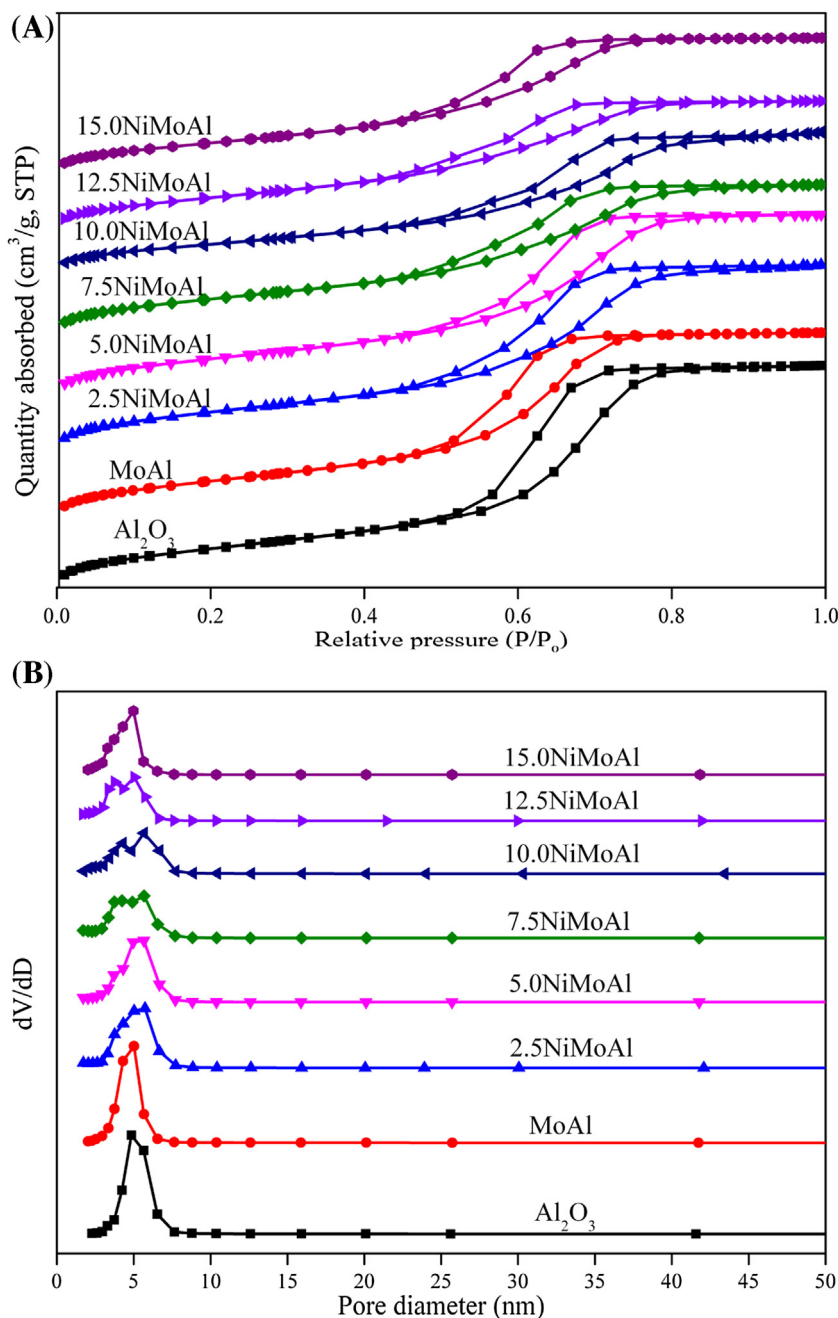 (A)
Quantity absorbed (cm³/g, STP)
15.0NiMoAl
12.5NiMoAl
10.0NiMoAl
7.5NiMoAl
5.0NiMoAl
2.5NiMoAl
MoAl
Al₂O₃
0.0 0.2 0.4 0.6 0.8 1.0
Relative pressure (P/Pₒ)
(B)
dV/dD
15.0NiMoAl
12.5NiMoAl
10.0NiMoAl
7.5NiMoAl
5.0NiMoAl
2.5NiMoAl
MoAl
Al₂O₃
0 5 10 15 20 25 30 35 40 45 50
Pore diameter (nm)